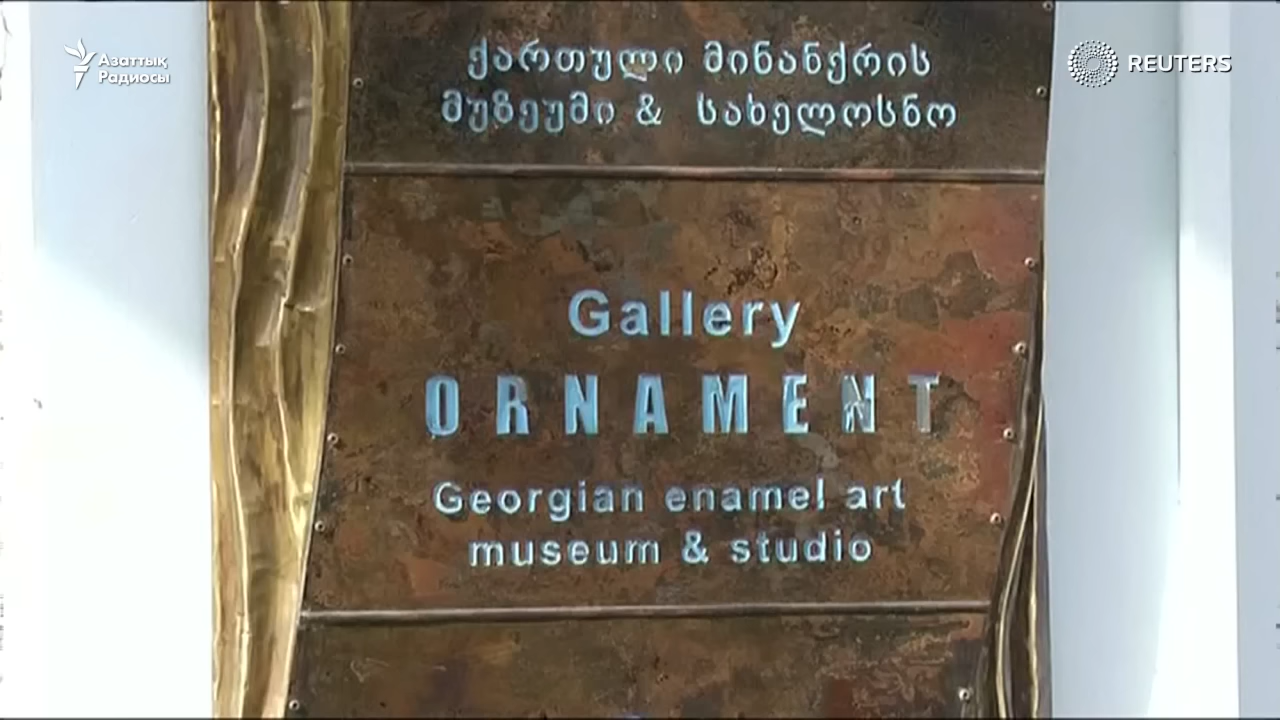 Азаттық
Радиосы
REUTERS
ქართული მინანქრის
მუზეუმი & სახელოსნო
Gallery
ORNAMENT
Georgian enamel art
museum & studio